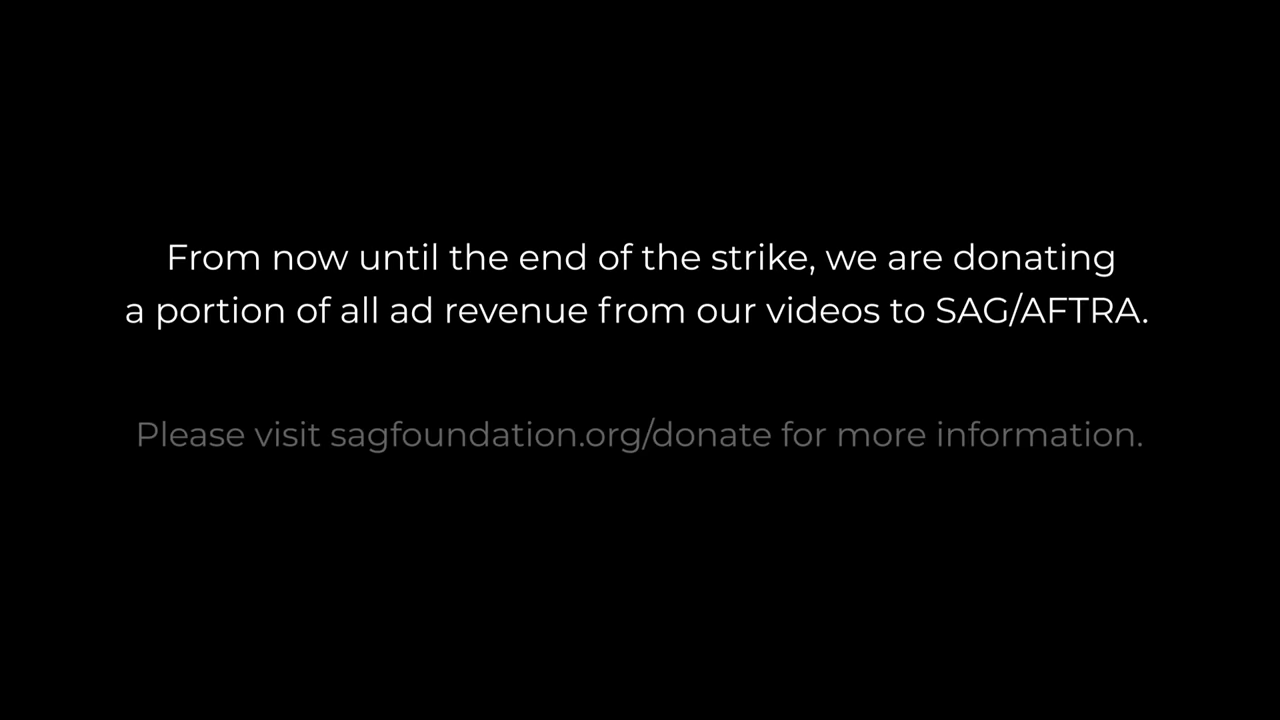 From now until the end of the strike, we are donating
a portion of all ad revenue from our videos to SAG/AFTRA.
Please visit sagfoundation.org/donate for more information.